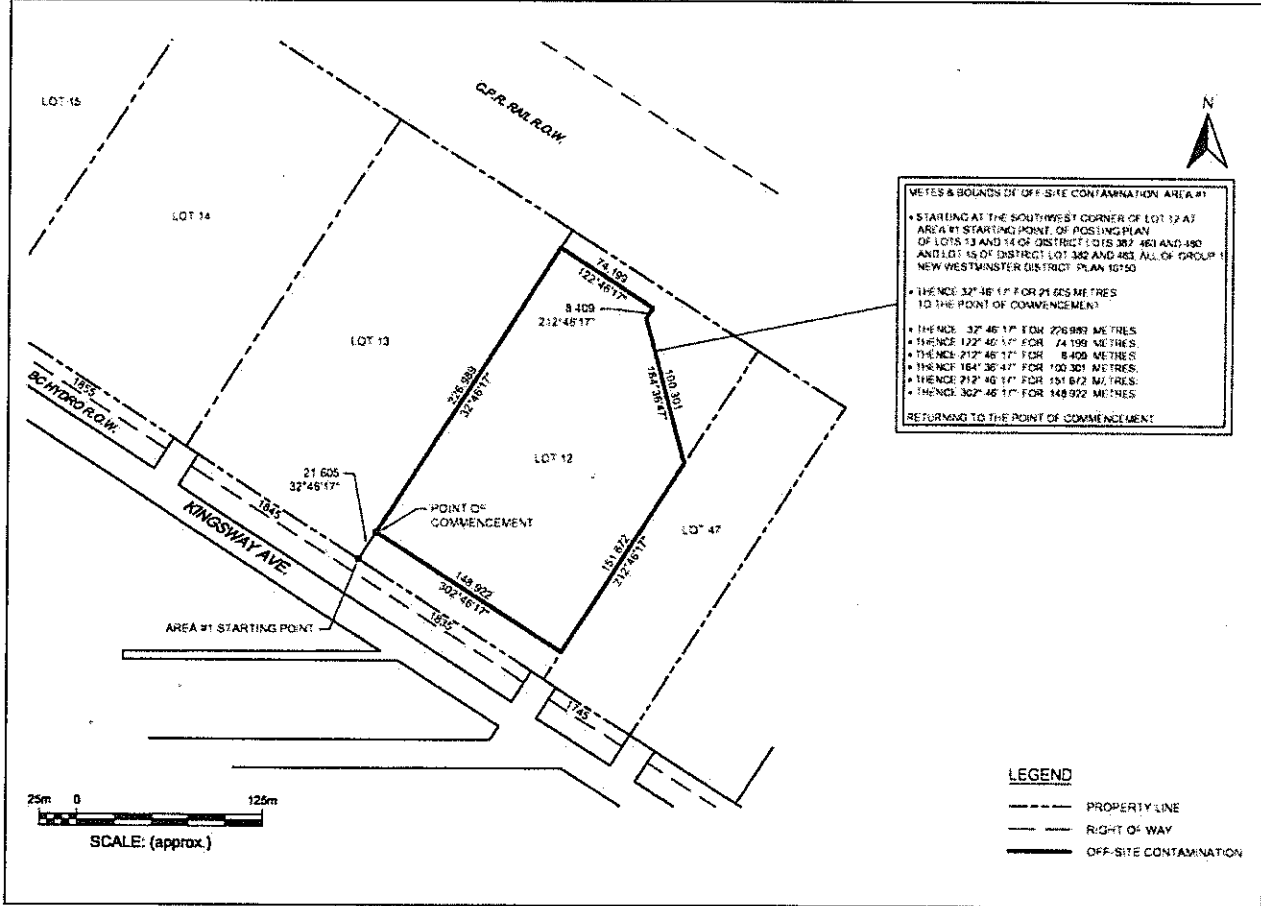 LOT 15
C.P.R. RAIL R.O.W.
N
LOT 14
METES & BOUNDS OF OFF-SITE CONTAMINATION AREA #1
• STARTING AT THE SOUTHWEST CORNER OF LOT 12 AT
AREA #1 STARTING POINT, OF POSTING PLAN
OF LOTS 13 AND 14 OF DISTRICT LOTS 382, 463 AND 480
AND LOT 15 OF DISTRICT LOT 382 AND 463, ALL OF GROUP 1
NEW WESTMINSTER DISTRICT PLAN
• THENCE 32°46'17" FOR 21.605 METRES
TO THE POINT OF COMMENCEMENT
• THENCE 32°46'17" FOR 226.989 METRES.
• THENCE 122°46'17" FOR 74.199 METRES.
• THENCE 212°46'17" FOR 8.409 METRES.
• THENCE 164°36'47" FOR 100.301 METRES.
• THENCE 212°46'17" FOR 151.672 METRES.
• THENCE 302°46'17" FOR 148.922 METRES.
RETURNING TO THE POINT OF COMMENCEMENT
74.199
122°46'17"
8.409
212°46'17"
LOT 13
226.989
32°46'17"
100.301
164°36'47"
1855
BC HYDRO R.O.W.
LOT 12
21.605
32°46'17"
POINT OF
COMMENCEMENT
1845
KINGSWAY AVE.
LOT 47
151.672
212°46'17"
148.922
302°46'17"
1835
AREA #1 STARTING POINT
1745
25m 0 125m
SCALE: (approx.)
LEGEND
PROPERTY LINE
RIGHT OF WAY
OFF-SITE CONTAMINATION